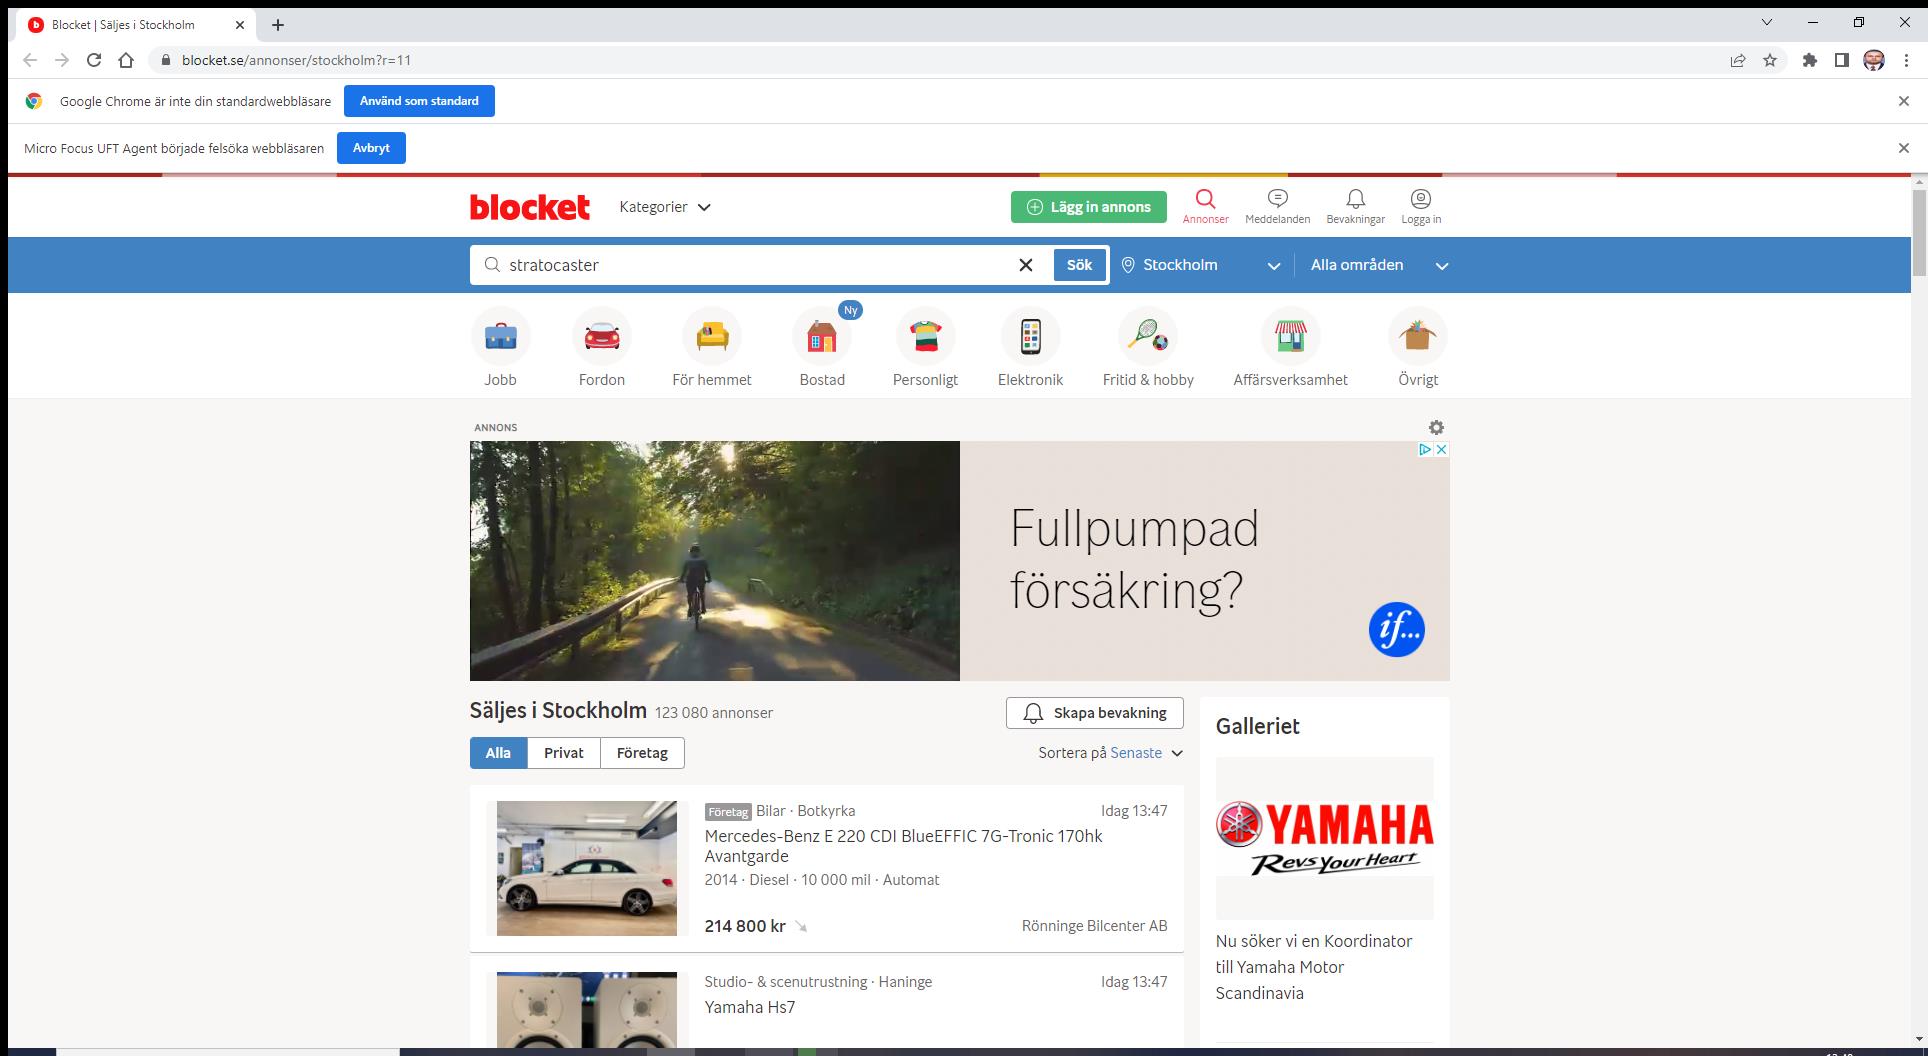 Blocket | Säljes i Stockholm
blocket.se/annonser/stockholm?r=11
Google Chrome är inte din standardwebbläsare
Använd som standard
Micro Focus UFT Agent började felsöka webbläsaren
Avbryt
blocket
Kategorier
Lägg in annons
Annonser
Meddelanden
Bevakningar
Logga in
stratocaster
Sök
Stockholm
Alla områden
Ny
Jobb
Fordon
För hemmet
Bostad
Personligt
Elektronik
Fritid & hobby
Affärsverksamhet
Övrigt
ANNONS
Fullpumpad
försäkring?
if...
Säljes i Stockholm 123 080 annonser
Skapa bevakning
Alla
Privat
Företag
Sortera på Senaste
Företag Bilar · Botkyrka
Idag 13:47
Mercedes-Benz E 220 CDI BlueEFFIC 7G-Tronic 170hk
Avantgarde
2014 · Diesel · 10 000 mil · Automat
214 800 kr
Rönninge Bilcenter AB
Studio- & scenutrustning · Haninge
Idag 13:47
Yamaha Hs7
Galleriet
YAMAHA
Revs Your Heart
Nu söker vi en Koordinator
till Yamaha Motor
Scandinavia